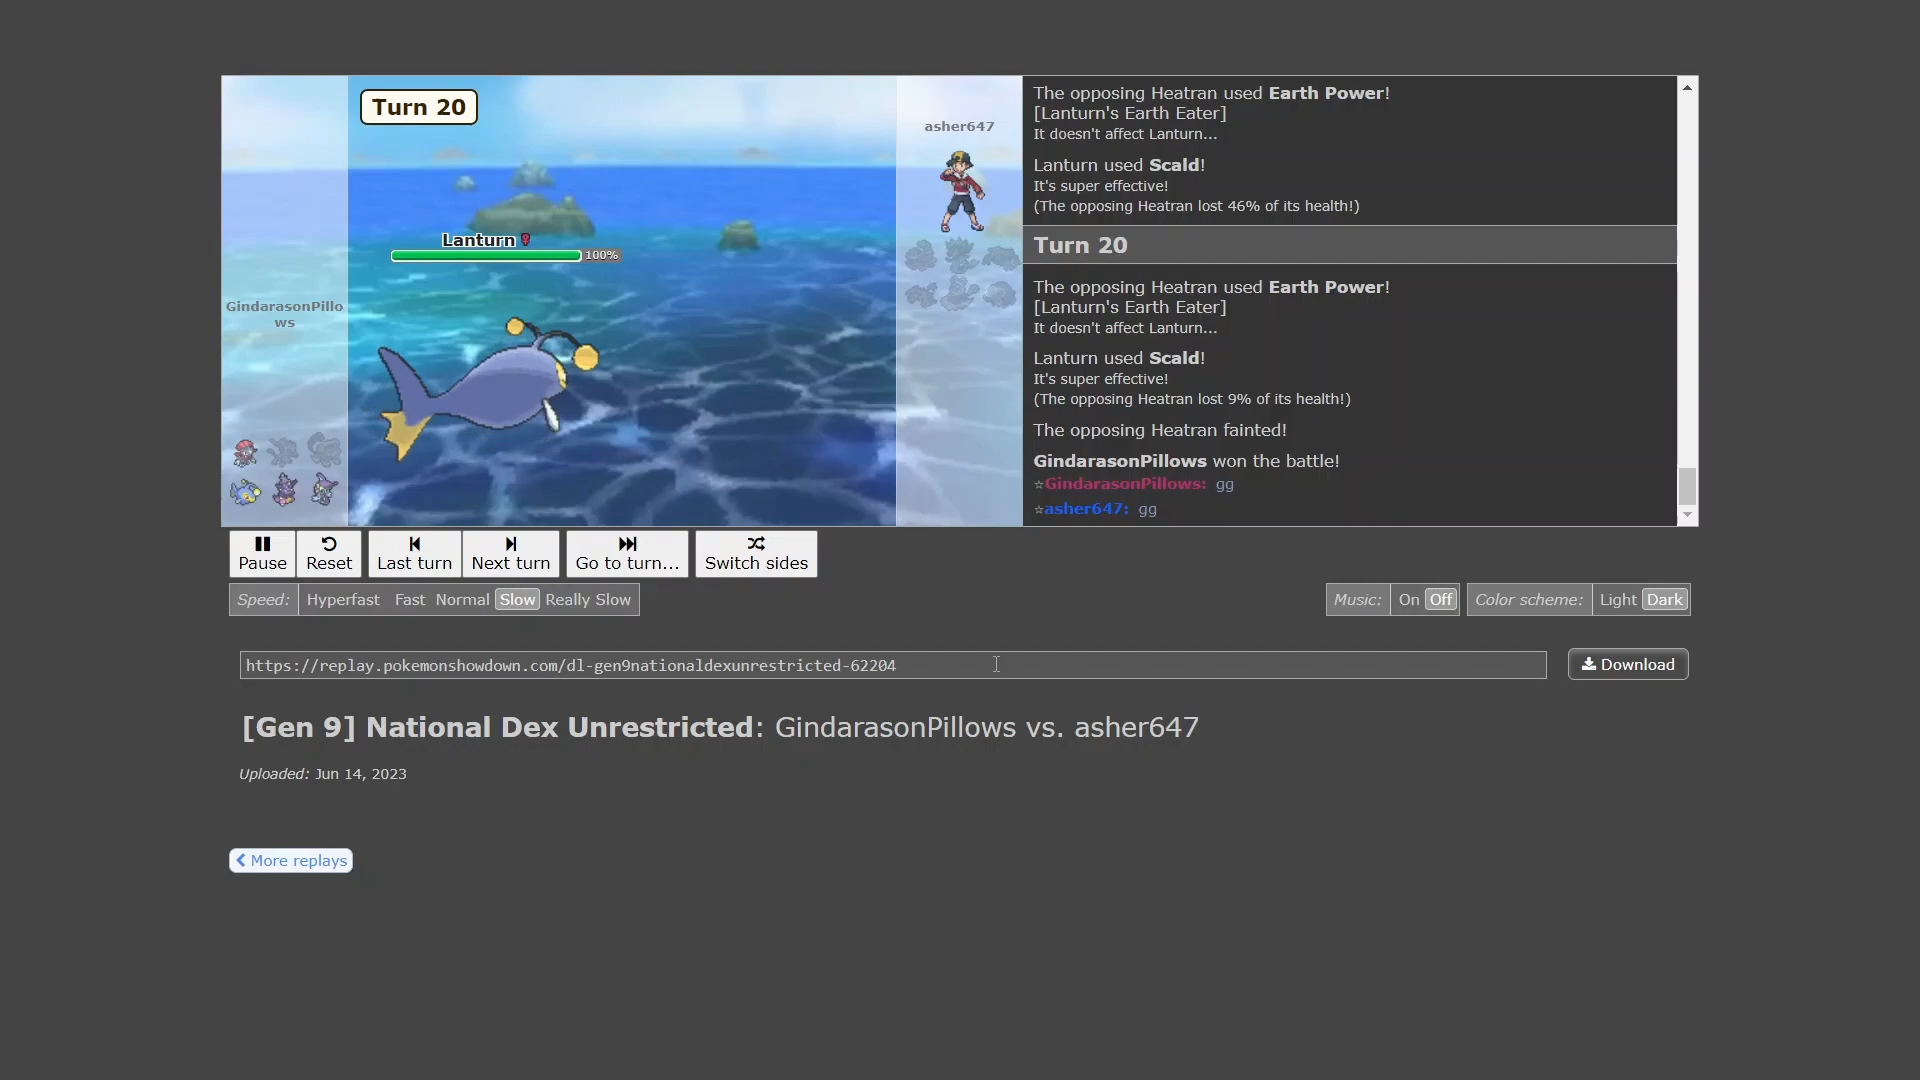 Turn 20
asher647
Lanturn ♀
100%
GindarasonPillo
ws
The opposing Heatran used Earth Power!
[Lanturn's Earth Eater]
It doesn't affect Lanturn...
Lanturn used Scald!
It's super effective!
(The opposing Heatran lost 46% of its health!)
Turn 20
The opposing Heatran used Earth Power!
[Lanturn's Earth Eater]
It doesn't affect Lanturn...
Lanturn used Scald!
It's super effective!
(The opposing Heatran lost 9% of its health!)
The opposing Heatran fainted!
GindarasonPillows won the battle!
☆GindarasonPillows: gg
☆asher647: gg
Pause Reset Last turn Next turn Go to turn... Switch sides
Speed: Hyperfast Fast Normal Slow Really Slow Music: On Off Color scheme: Light Dark
https://replay.pokemonshowdown.com/dl-gen9nationaldexunrestricted-62204 Download
[Gen 9] National Dex Unrestricted: GindarasonPillows vs. asher647
Uploaded: Jun 14, 2023
More replays